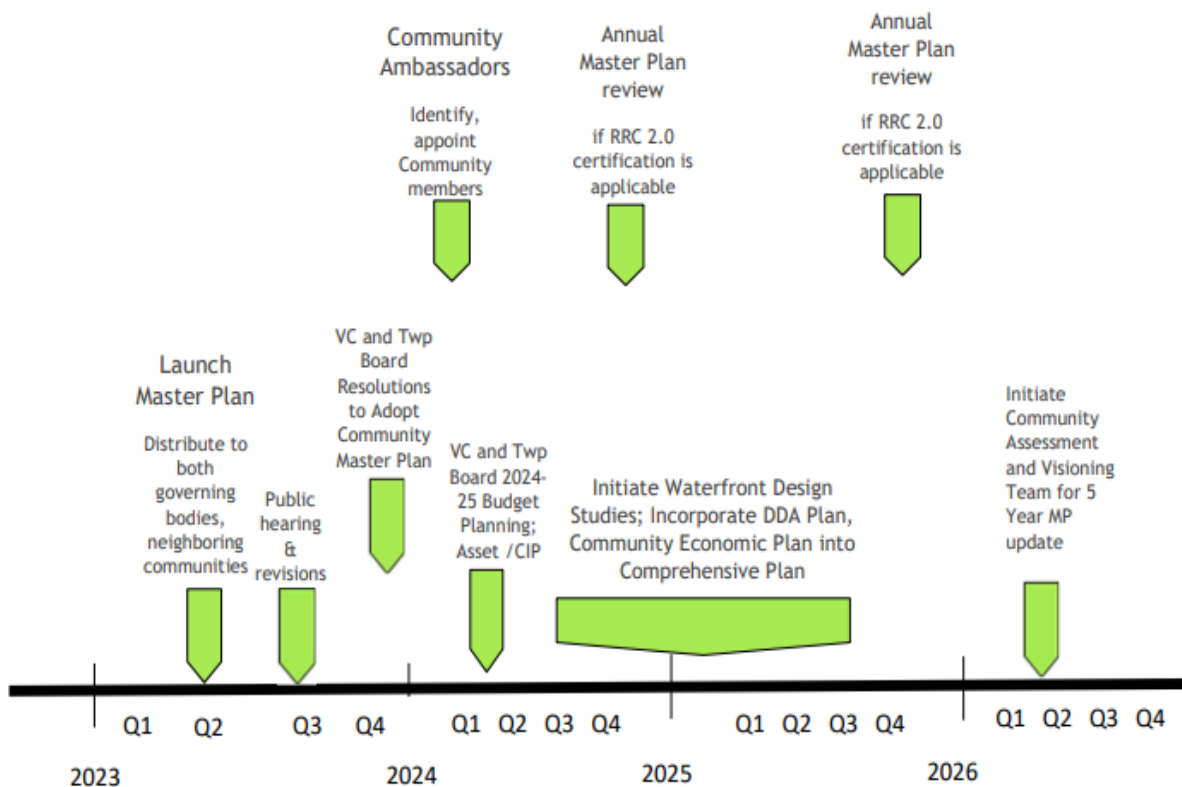 Community
Ambassadors
Identify,
appoint
Community
members
Annual
Master Plan
review
if RRC 2.0
certification is
applicable
Annual
Master Plan
review
if RRC 2.0
certification is
applicable
Launch
Master Plan
Distribute to
both
governing
bodies,
neighboring
communities
Public
hearing
&
revisions
VC and Twp
Board
Resolutions
to Adopt
Community
Master Plan
VC and Twp
Board 2024-
25 Budget
Planning;
Asset /CIP
Initiate Waterfront Design
Studies; Incorporate DDA Plan,
Community Economic Plan into
Comprehensive Plan
Initiate
Community
Assessment
and Visioning
Team for 5
Year MP
update
Q1 Q2 Q3 Q4 Q1 Q2 Q3 Q4 Q1 Q2 Q3 Q4 Q1 Q2 Q3 Q4
2023 2024 2025 2026